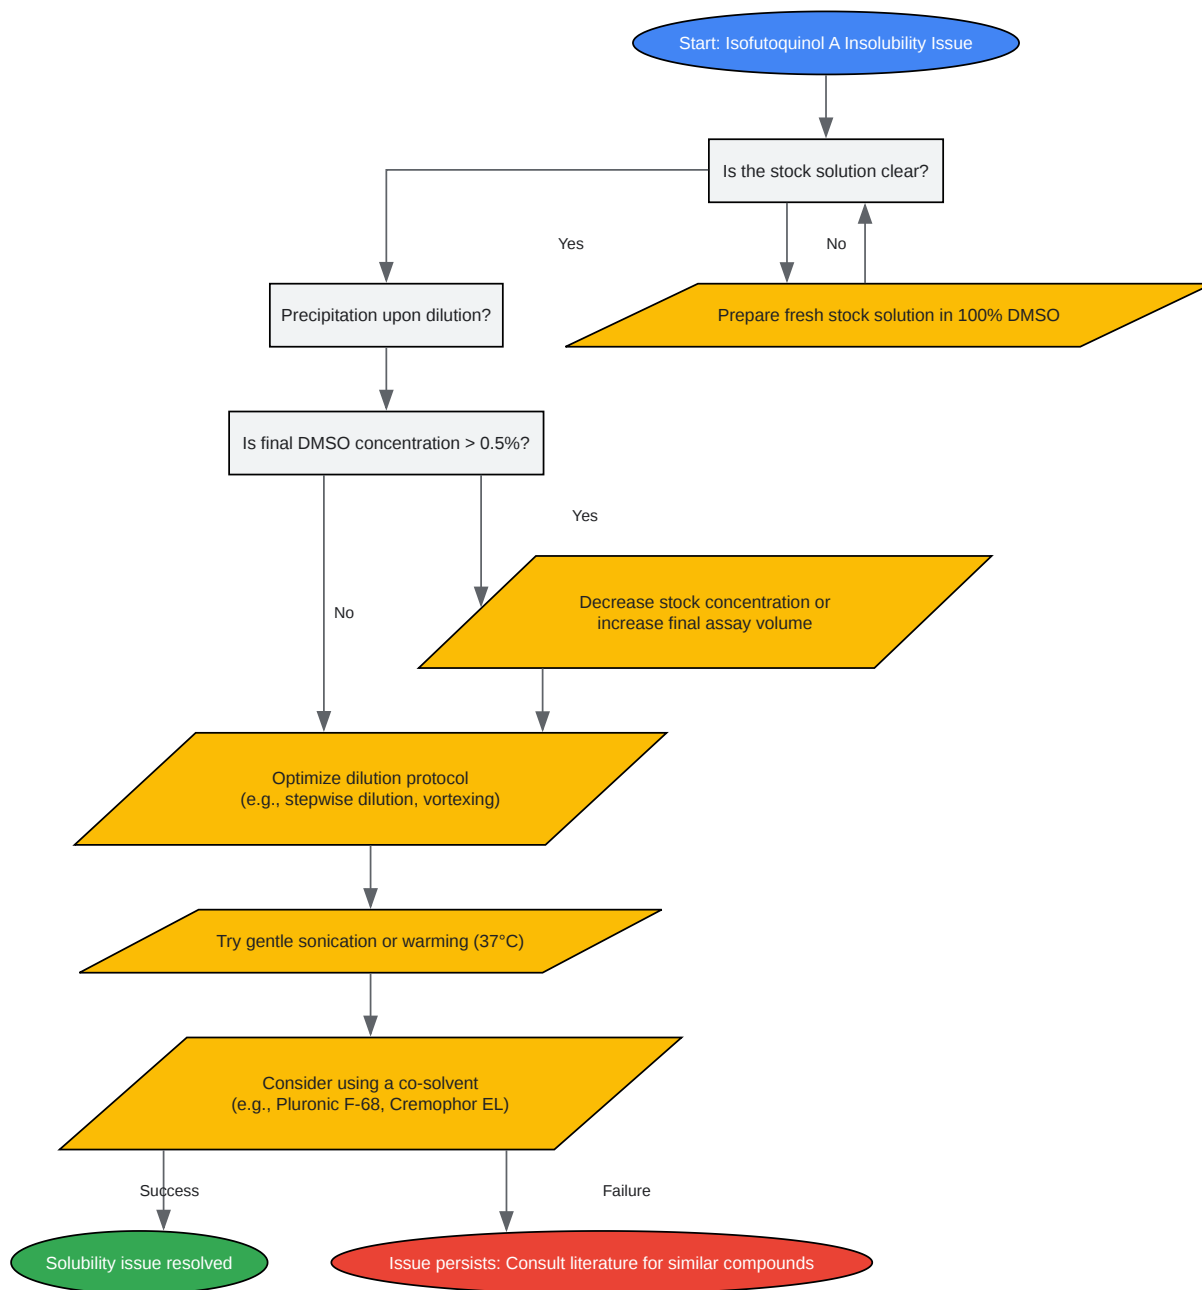 Start: Isofutoquinol A Insolubility Issue
Is the stock solution clear?
Yes
No
Precipitation upon dilution?
Prepare fresh stock solution in 100% DMSO
Is final DMSO concentration > 0.5%?
Yes
Decrease stock concentration or
increase final assay volume
No
Optimize dilution protocol
(e.g., stepwise dilution, vortexing)
Try gentle sonication or warming (37°C)
Consider using a co-solvent
(e.g., Pluronic F-68, Cremophor EL)
Success
Failure
Solubility issue resolved
Issue persists: Consult literature for similar compounds